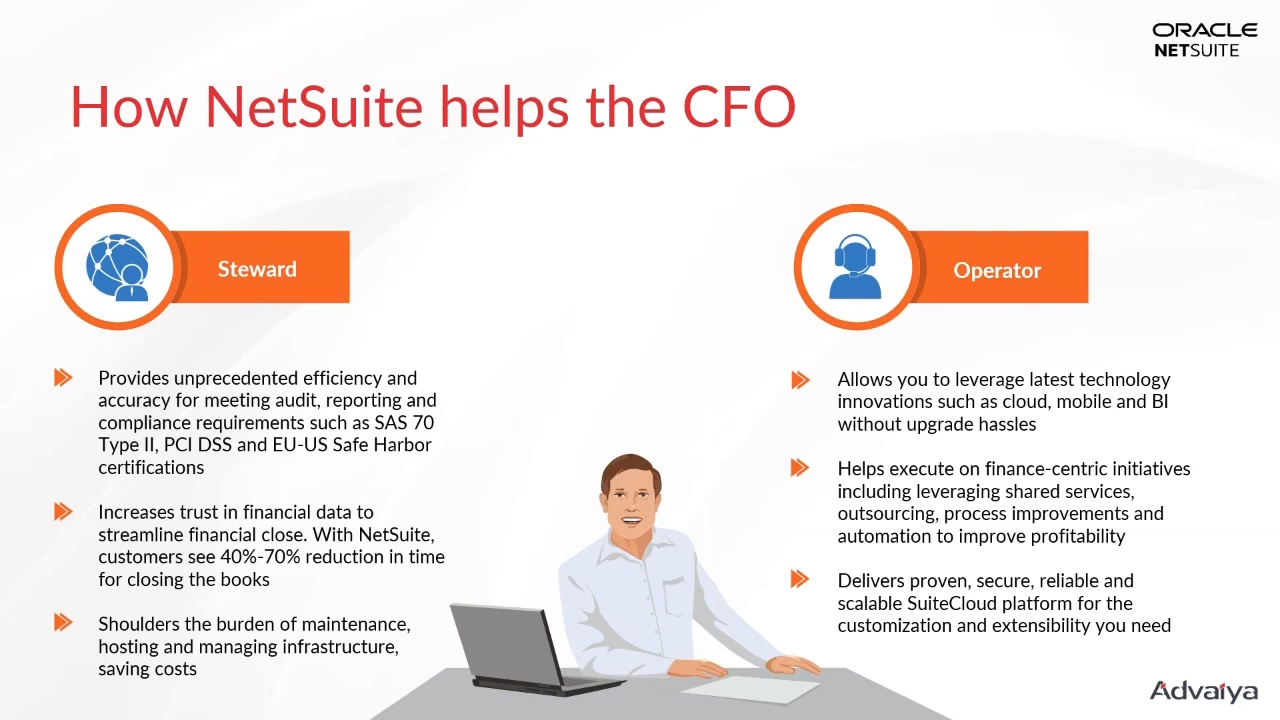 ORACLE
NETSUITE
How NetSuite helps the CFO
Steward
Provides unprecedented efficiency and
accuracy for meeting audit, reporting and
compliance requirements such as SAS 70
Type II, PCI DSS and EU-US Safe Harbor
certifications
Increases trust in financial data to
streamline financial close. With NetSuite,
customers see 40%-70% reduction in time
for closing the books
Shoulders the burden of maintenance,
hosting and managing infrastructure,
saving costs
Operator
Allows you to leverage latest technology
innovations such as cloud, mobile and BI
without upgrade hassles
Helps execute on finance-centric initiatives
including leveraging shared services,
outsourcing, process improvements and
automation to improve profitability
Delivers proven, secure, reliable and
scalable SuiteCloud platform for the
customization and extensibility you need
Advaiya